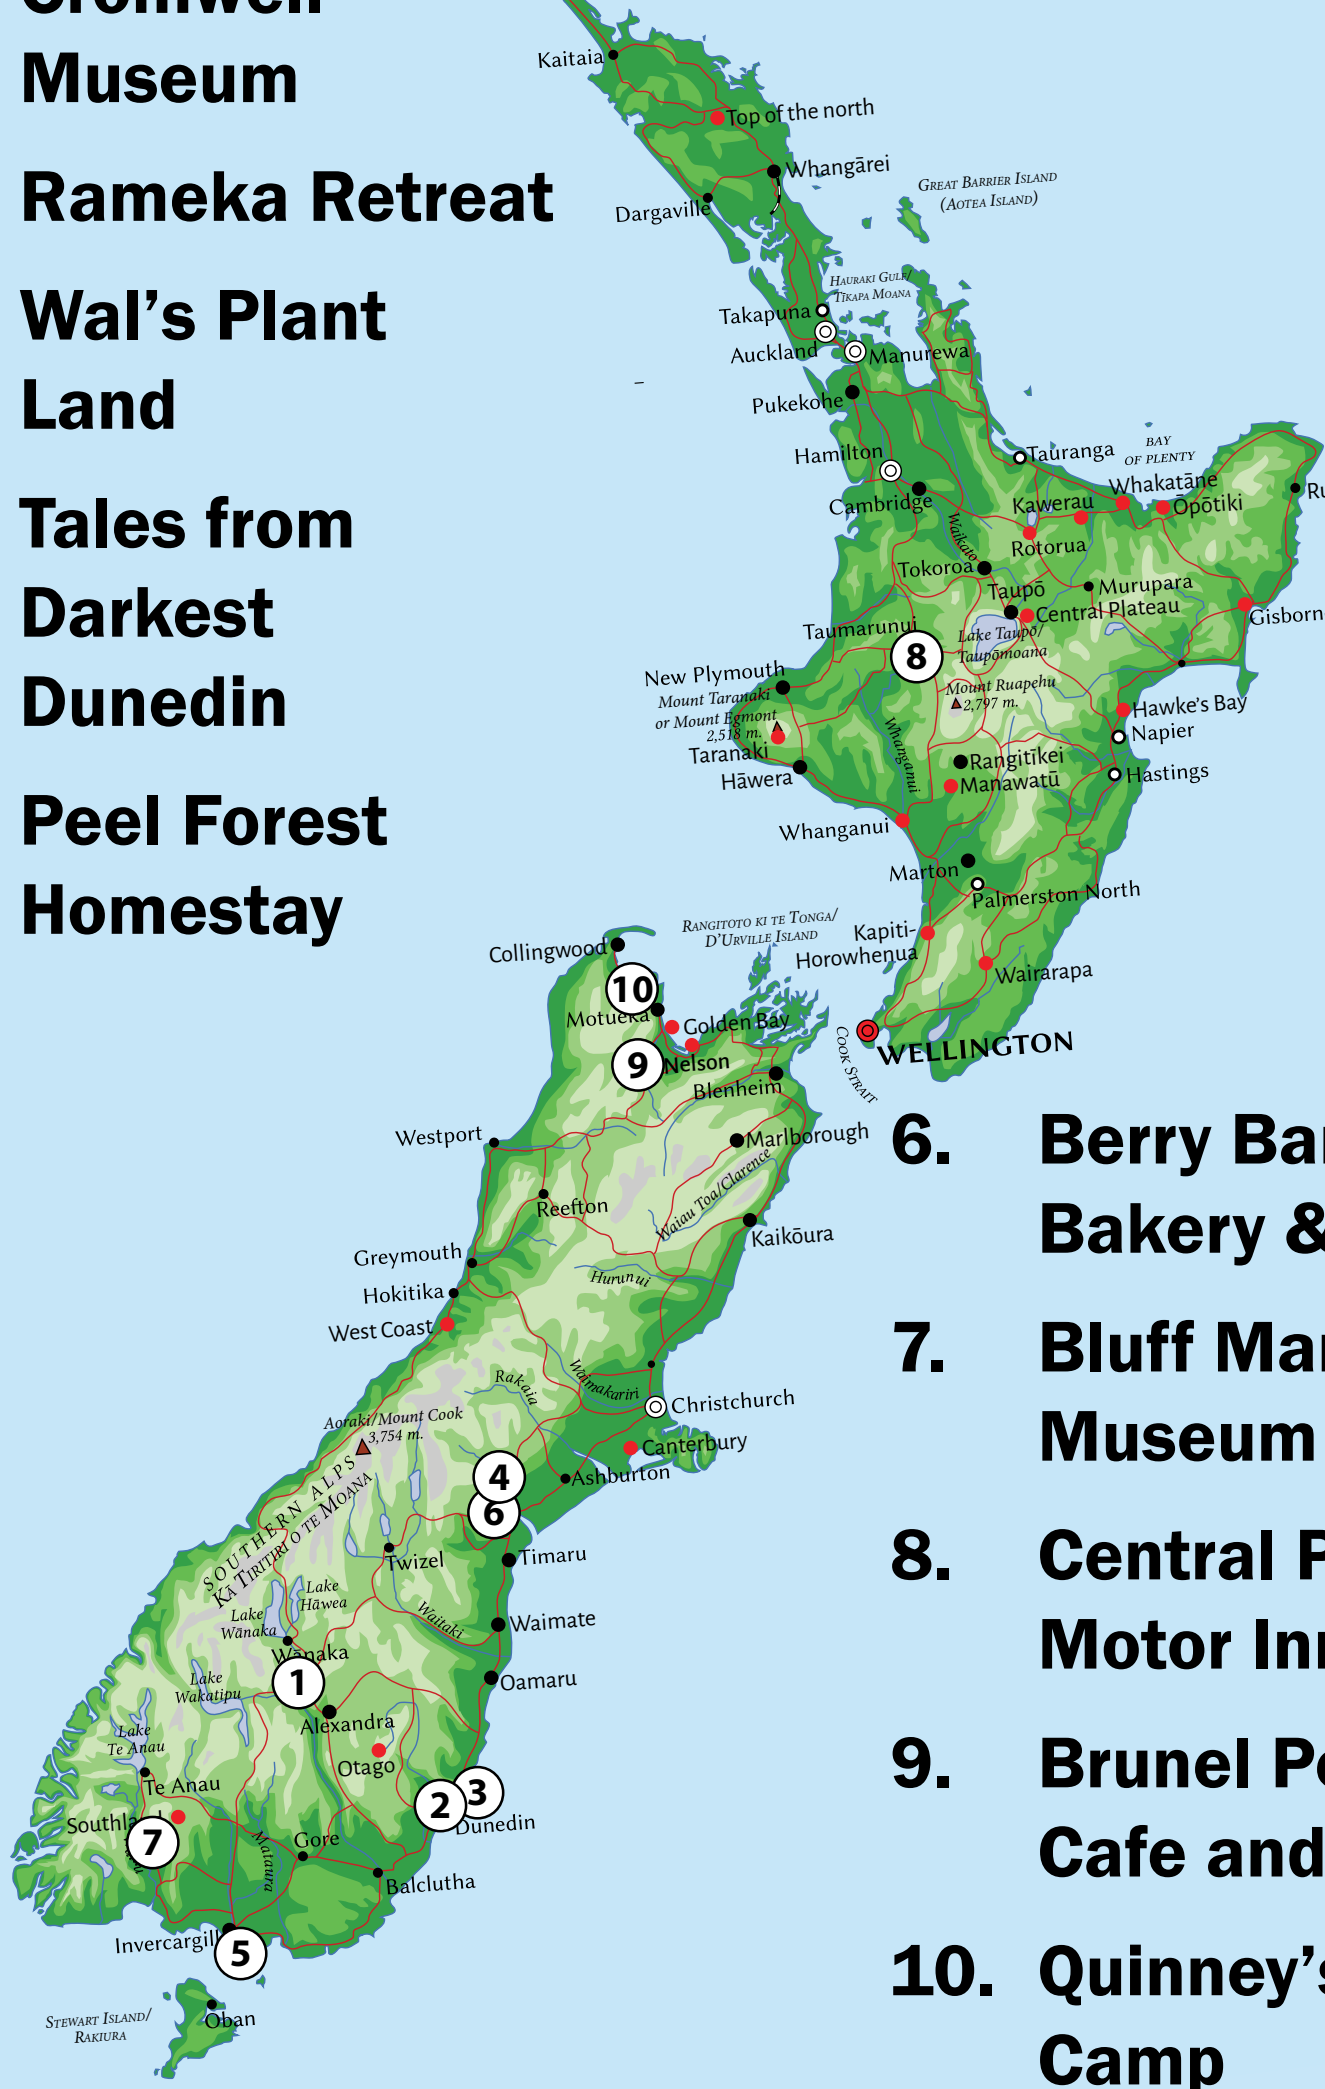 Museum
Rameka Retreat
Wal's Plant
Land
Tales from
Darkest
Dunedin
Peel Forest
Homestay
Kaitaia
Top of the north
Whangārei
Dargaville
GREAT BARRIER ISLAND
(AOTEA ISLAND)
HAURAKI GULF/
TĪKAPA MOANA
Takapuna
Auckland
Manurewa
Pukekohe
Hamilton
Tauranga
BAY
OF PLENTY
Cambridge
Whakatāne
Kawerau
Ōpōtiki
Rotorua
Waikato
Tokoroa
Taupō
Murupara
Central Plateau
Taumarunui
Lake Taupō/
Taupōmoana
8
New Plymouth
Mount Taranaki
or Mount Egmont
2,518 m.
Taranaki
Mount Ruapehu
2,797 m.
Hawke's Bay
Napier
Hāwera
Whanganui
Rangitīkei
Manawatū
Hastings
Whanganui
Marton
Palmerston North
Kapiti-
Horowhenua
Wairarapa
RANGITOTO KI TE TONGA/
D'URVILLE ISLAND
Collingwood
10
Motueka
Golden Bay
9
Nelson
Blenheim
COOK STRAIT
WELLINGTON
Westport
Marlborough
Reefton
Waiau Toa/Clarence
Kaikōura
Greymouth
Hokitika
Hurunui
West Coast
Rakaia
Waimakariri
Christchurch
Aoraki/Mount Cook
3,754 m.
Canterbury
4
Ashburton
6
SOUTHERN ALPS
KĀ TIRITIRI O TE MOANA
Twizel
Timaru
Lake
Hāwea
Lake
Wānaka
Waitaki
Waimate
Wānaka
1
Lake
Wakatipu
Oamaru
Alexandra
Lake
Te Anau
Otago
Te Anau
3
2
Dunedin
7
Gore
Mataura
Balclutha
Invercargill
5
STEWART ISLAND/
RAKIURA
Oban
6. Berry
Bakery &
7. Bluff
Museum
8. Central
Motor
9. Brunel
Cafe and
10. Quinney's
Camp